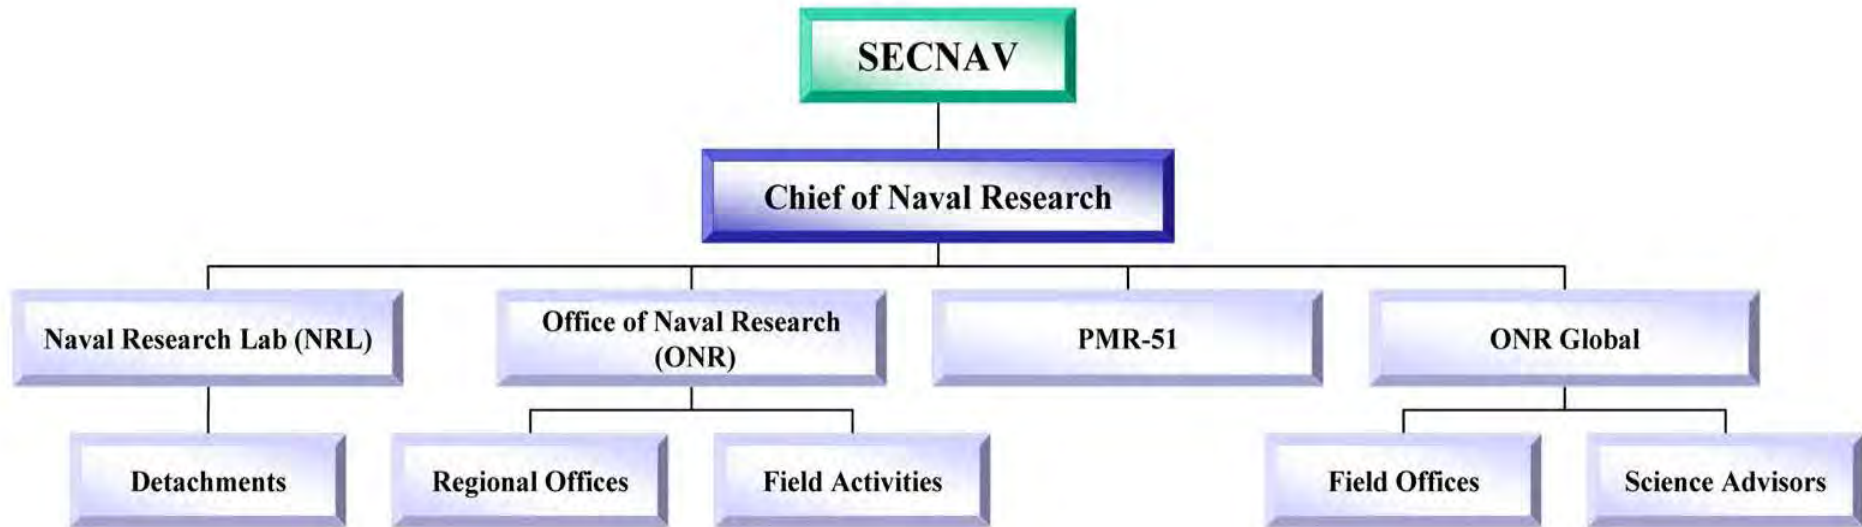 SECNAV
Chief of Naval Research
Naval Research Lab (NRL)
Office of Naval Research
(ONR)
PMR-51
ONR Global
Detachments
Regional Offices
Field Activities
Field Offices
Science Advisors